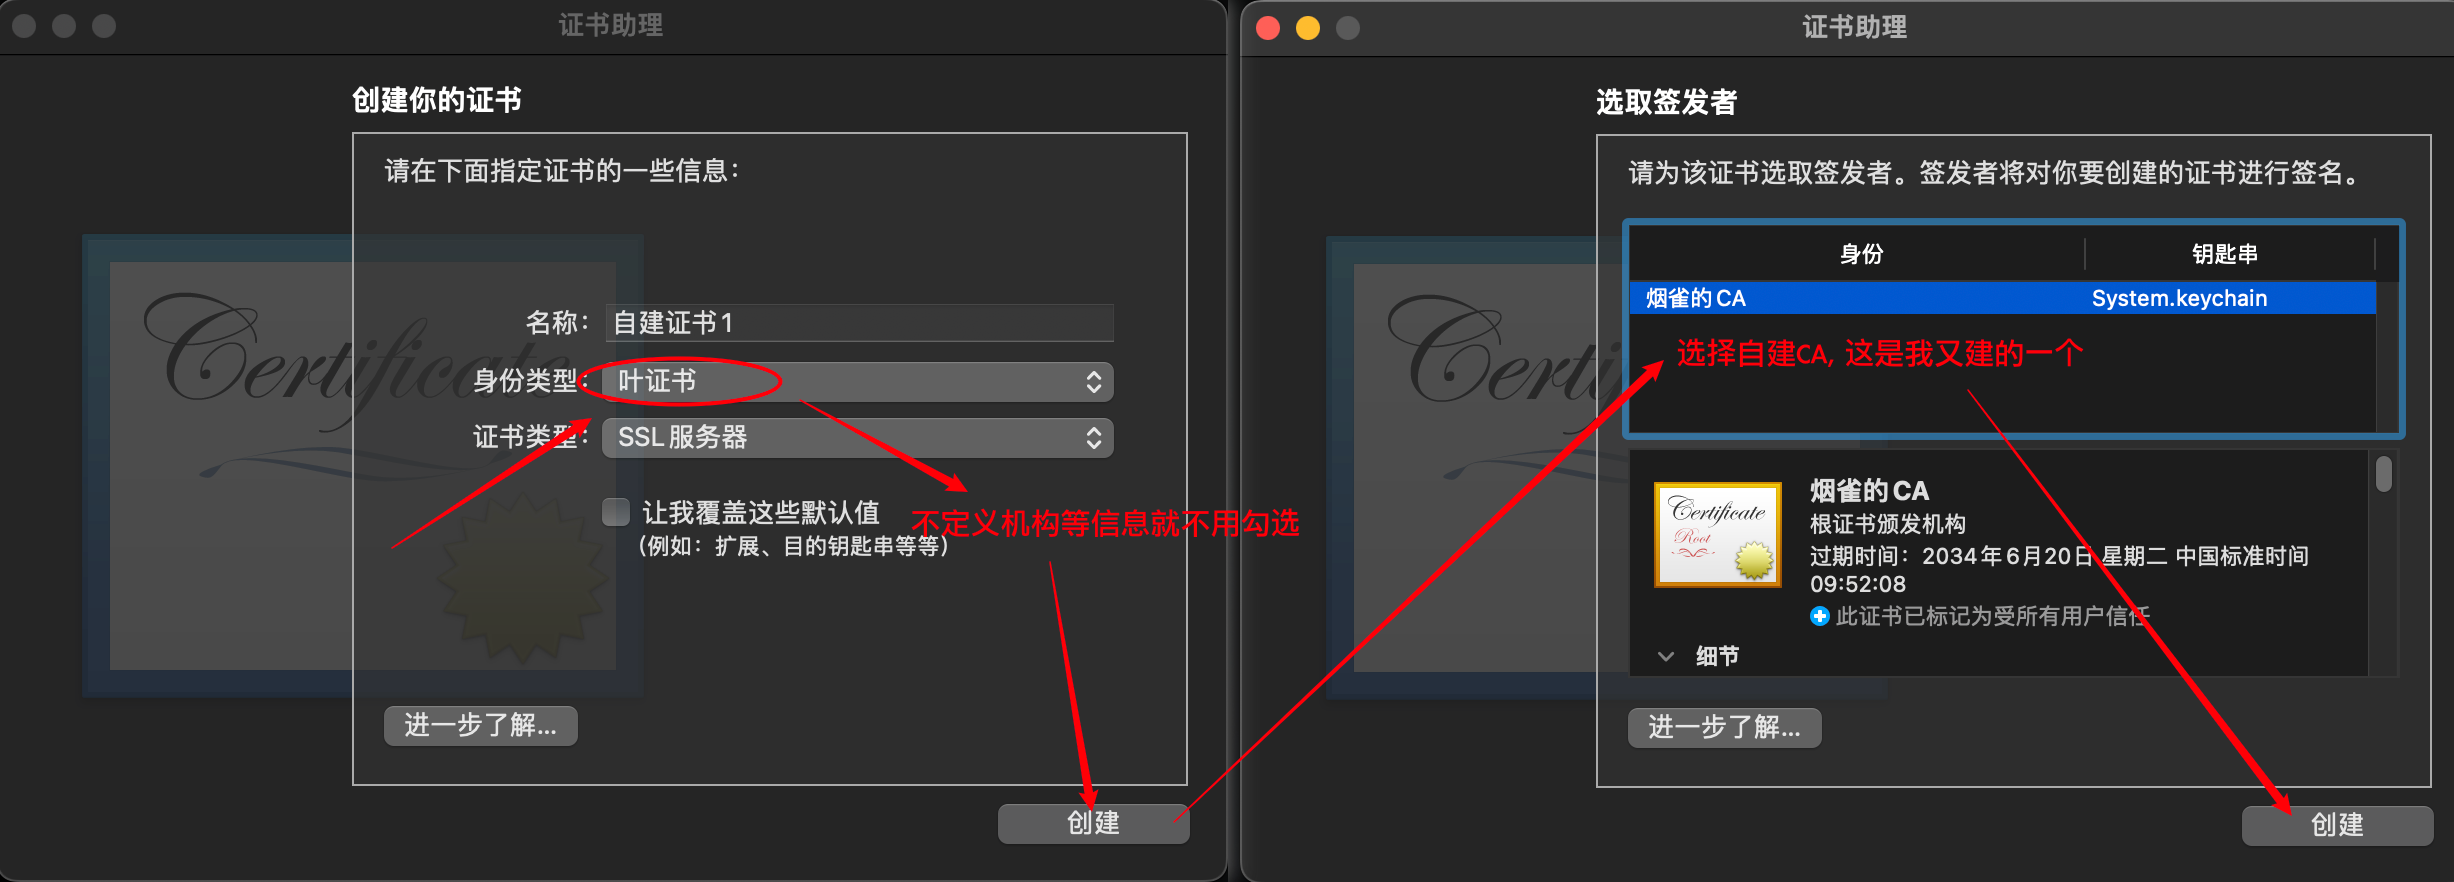 证书助理
创建你的证书
请在下面指定证书的一些信息：
Certificate
名称： 自建证书1
身份类型： 叶证书
证书类型： SSL 服务器
让我覆盖这些默认值
（例如：扩展、目的钥匙串等等）
不定义机构等信息就不用勾选
进一步了解...
创建
证书助理
选取签发者
请为该证书选取签发者。签发者将对你要创建的证书进行签名。
身份 钥匙串
烟雀的 CA System.keychain
选择自建CA, 这是我又建的一个
Certificate
Root
烟雀的 CA
根证书颁发机构
过期时间：2034年6月20日 星期二 中国标准时间
09:52:08
此证书已标记为受所有用户信任
细节
进一步了解...
创建